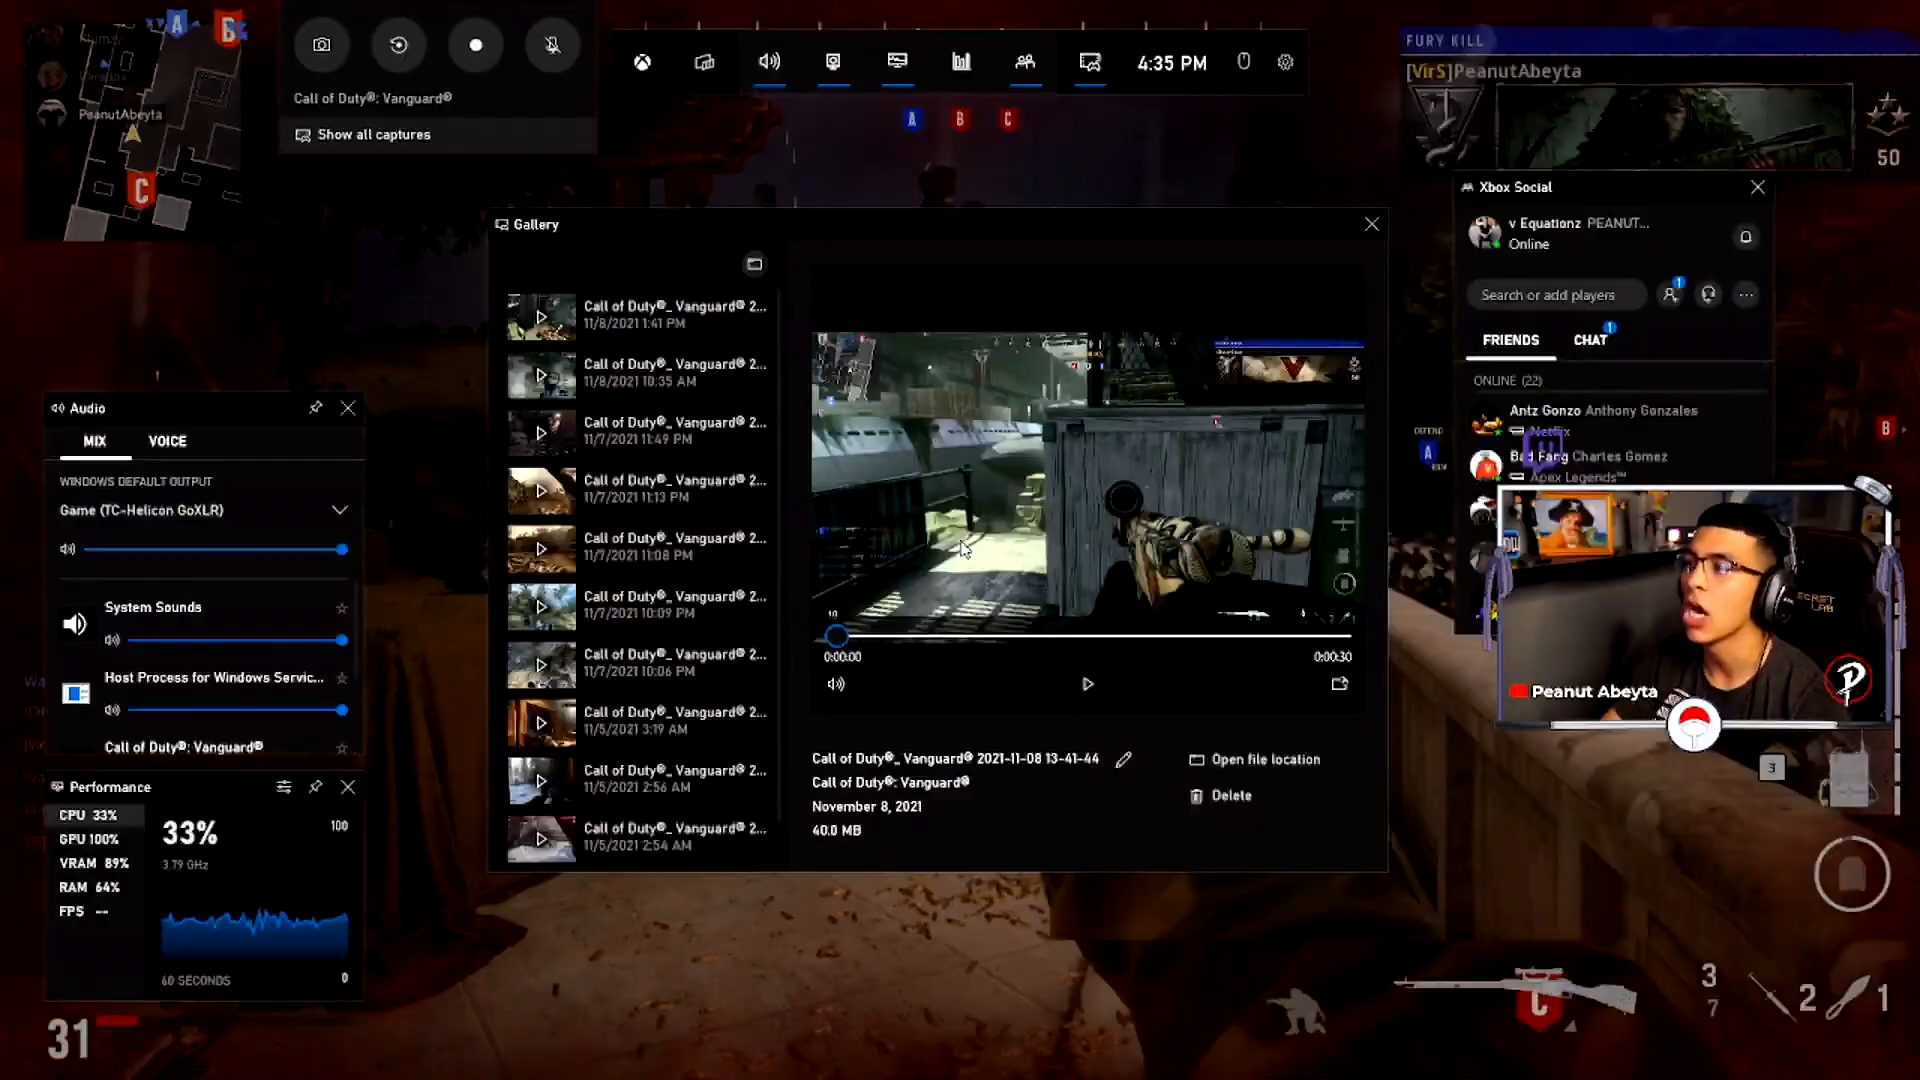 A
B
PeanutAbeyta
C
Call of Duty®: Vanguard®
Show all captures
4:35 PM
A B C
FURY KILL
[VirS]PeanutAbeyta
50
Xbox Social
v Equationz PEANUT...
Online
Search or add players
1
FRIENDS
CHAT
1
ONLINE (22)
Antz Gonzo Anthony Gonzales
Netflix
Bad Fang Charles Gomez
Apex Legends™
Gallery
Call of Duty®_ Vanguard® 2...
11/8/2021 1:41 PM
Call of Duty®_ Vanguard® 2...
11/8/2021 10:35 AM
Call of Duty®_ Vanguard® 2...
11/7/2021 11:49 PM
Call of Duty®_ Vanguard® 2...
11/7/2021 11:13 PM
Call of Duty®_ Vanguard® 2...
11/7/2021 11:08 PM
Call of Duty®_ Vanguard® 2...
11/7/2021 10:09 PM
Call of Duty®_ Vanguard® 2...
11/7/2021 10:06 PM
Call of Duty®_ Vanguard® 2...
11/5/2021 3:19 AM
Call of Duty®_ Vanguard® 2...
11/5/2021 2:56 AM
Call of Duty®_ Vanguard® 2...
11/5/2021 2:54 AM
0:00:00
0:00:30
Call of Duty®_ Vanguard® 2021-11-08 13-41-44
Call of Duty®: Vanguard®
November 8, 2021
40.0 MB
Open file location
Delete
Audio
MIX
VOICE
WINDOWS DEFAULT OUTPUT
Game (TC-Helicon GoXLR)
System Sounds
Host Process for Windows Servic...
Call of Duty®: Vanguard®
Performance
CPU 33%
GPU 100%
VRAM 89%
RAM 64%
FPS --
33%
3.79 GHz
100
60 SECONDS
0
31
DEFEND
A
B
SECRET
LAB
Peanut Abeyta
P
3
C
3
7
2
1